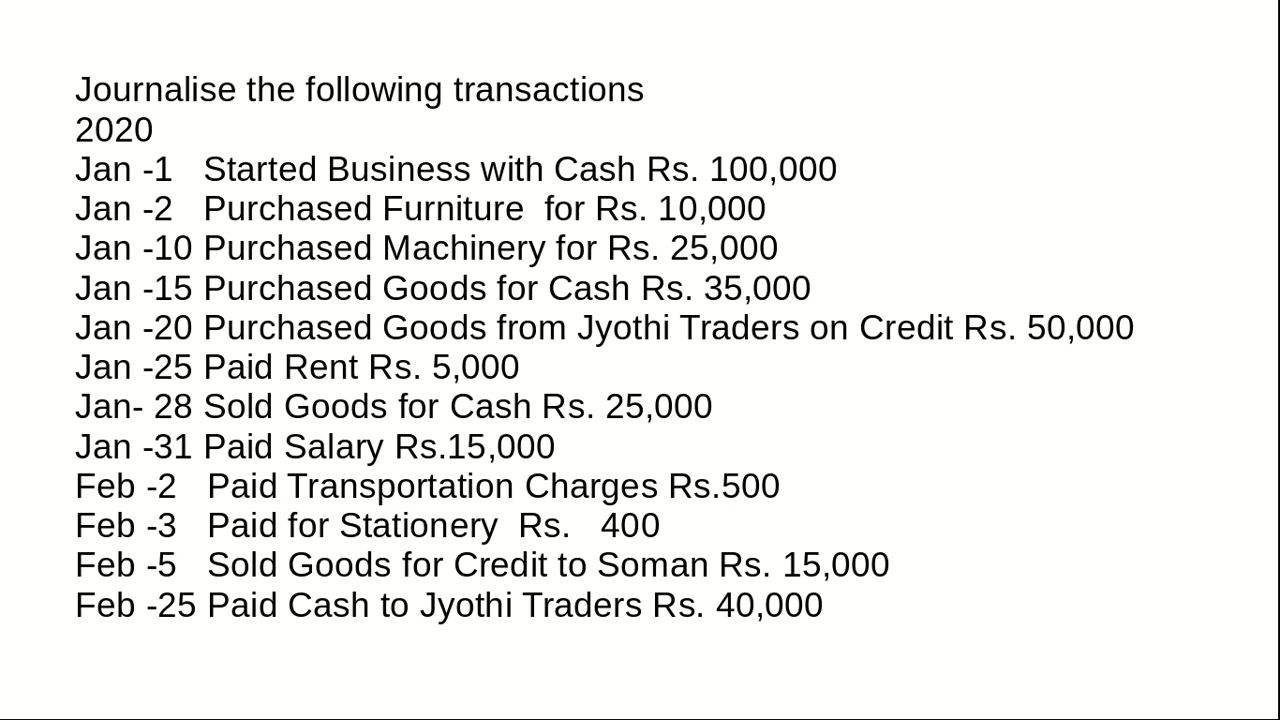 Journalise the following transactions
2020
Jan -1 Started Business with Cash Rs. 100,000
Jan -2 Purchased Furniture for Rs. 10,000
Jan -10 Purchased Machinery for Rs. 25,000
Jan -15 Purchased Goods for Cash Rs. 35,000
Jan -20 Purchased Goods from Jyothi Traders on Credit Rs. 50,000
Jan -25 Paid Rent Rs. 5,000
Jan- 28 Sold Goods for Cash Rs. 25,000
Jan -31 Paid Salary Rs.15,000
Feb -2 Paid Transportation Charges Rs.500
Feb -3 Paid for Stationery Rs. 400
Feb -5 Sold Goods for Credit to Soman Rs. 15,000
Feb -25 Paid Cash to Jyothi Traders Rs. 40,000